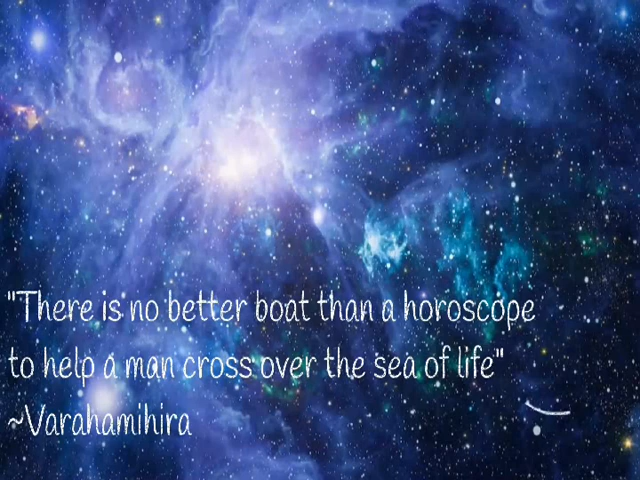 "There is no better boat than a horoscope
to help a man cross over the sea of life"
~Varahamihira